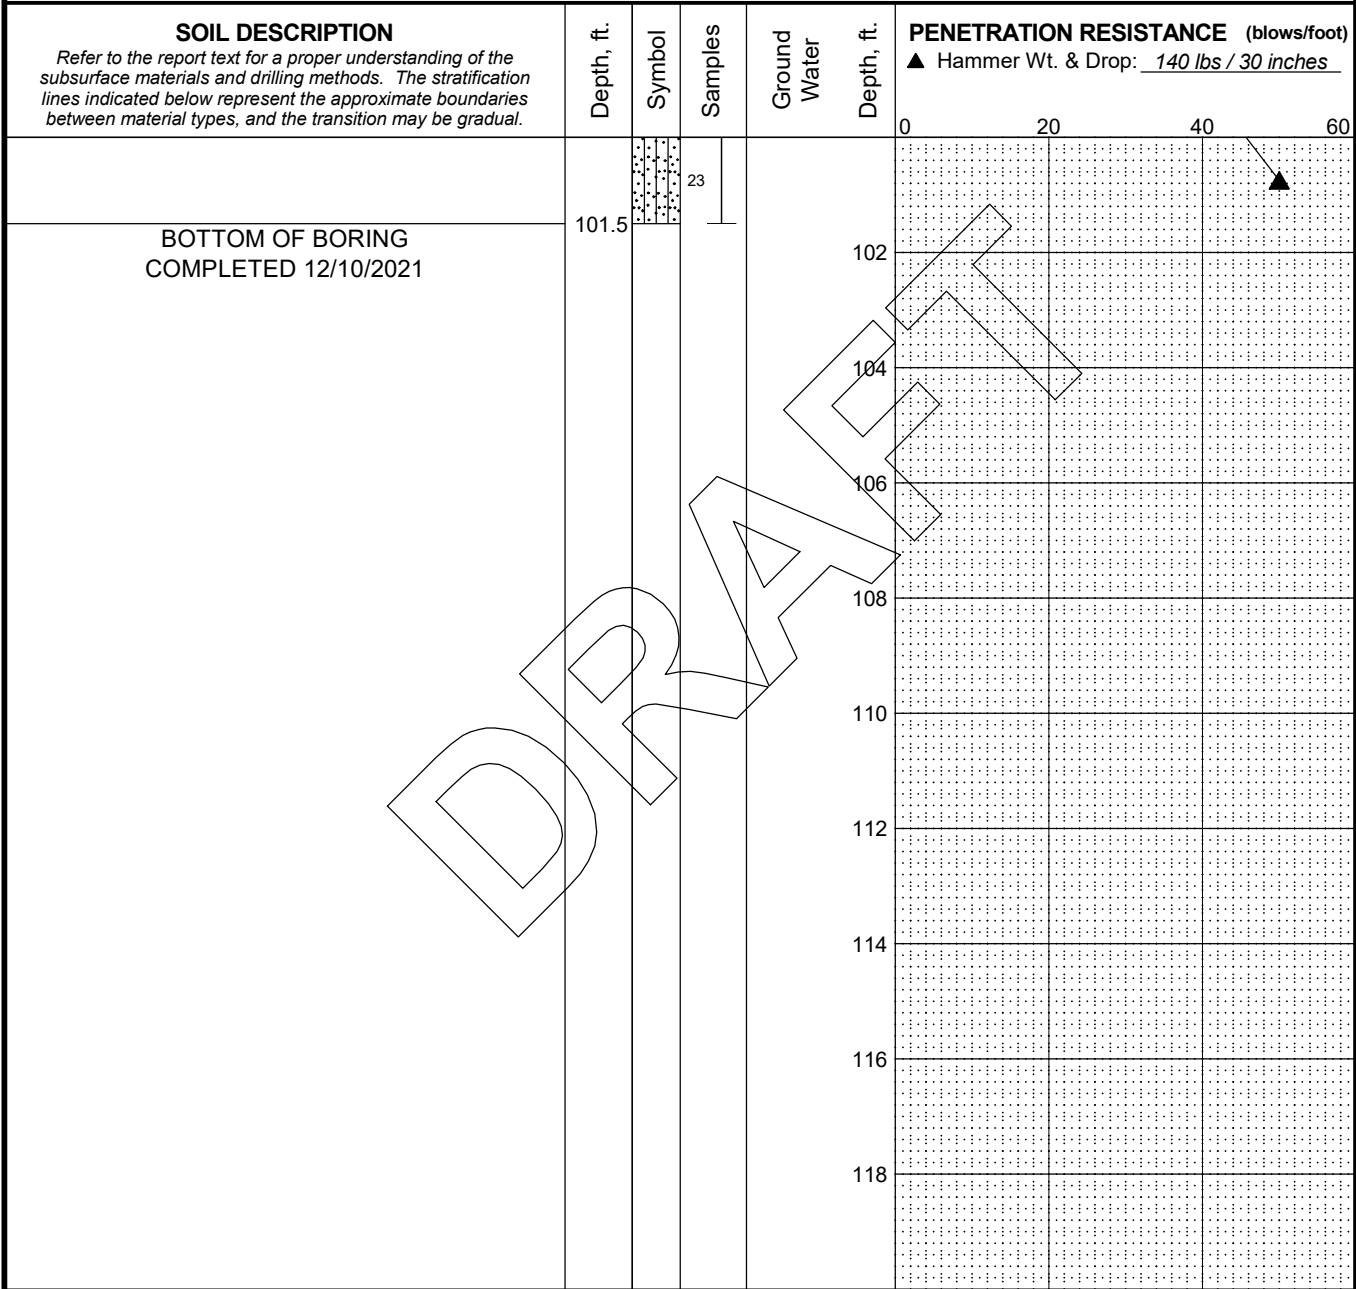 SOIL DESCRIPTION
Refer to the report text for a proper understanding of the
subsurface materials and drilling methods. The stratification
lines indicated below represent the approximate boundaries
between material types, and the transition may be gradual.
Depth, ft.
Symbol
Samples
Ground
Water
Depth, ft.
PENETRATION RESISTANCE (blows/foot)
▲ Hammer Wt. & Drop: 140 lbs / 30 inches
0 20 40 60
23
101.5
BOTTOM OF BORING
COMPLETED 12/10/2021
102
104
106
108
110
112
114
116
118
DRAFT